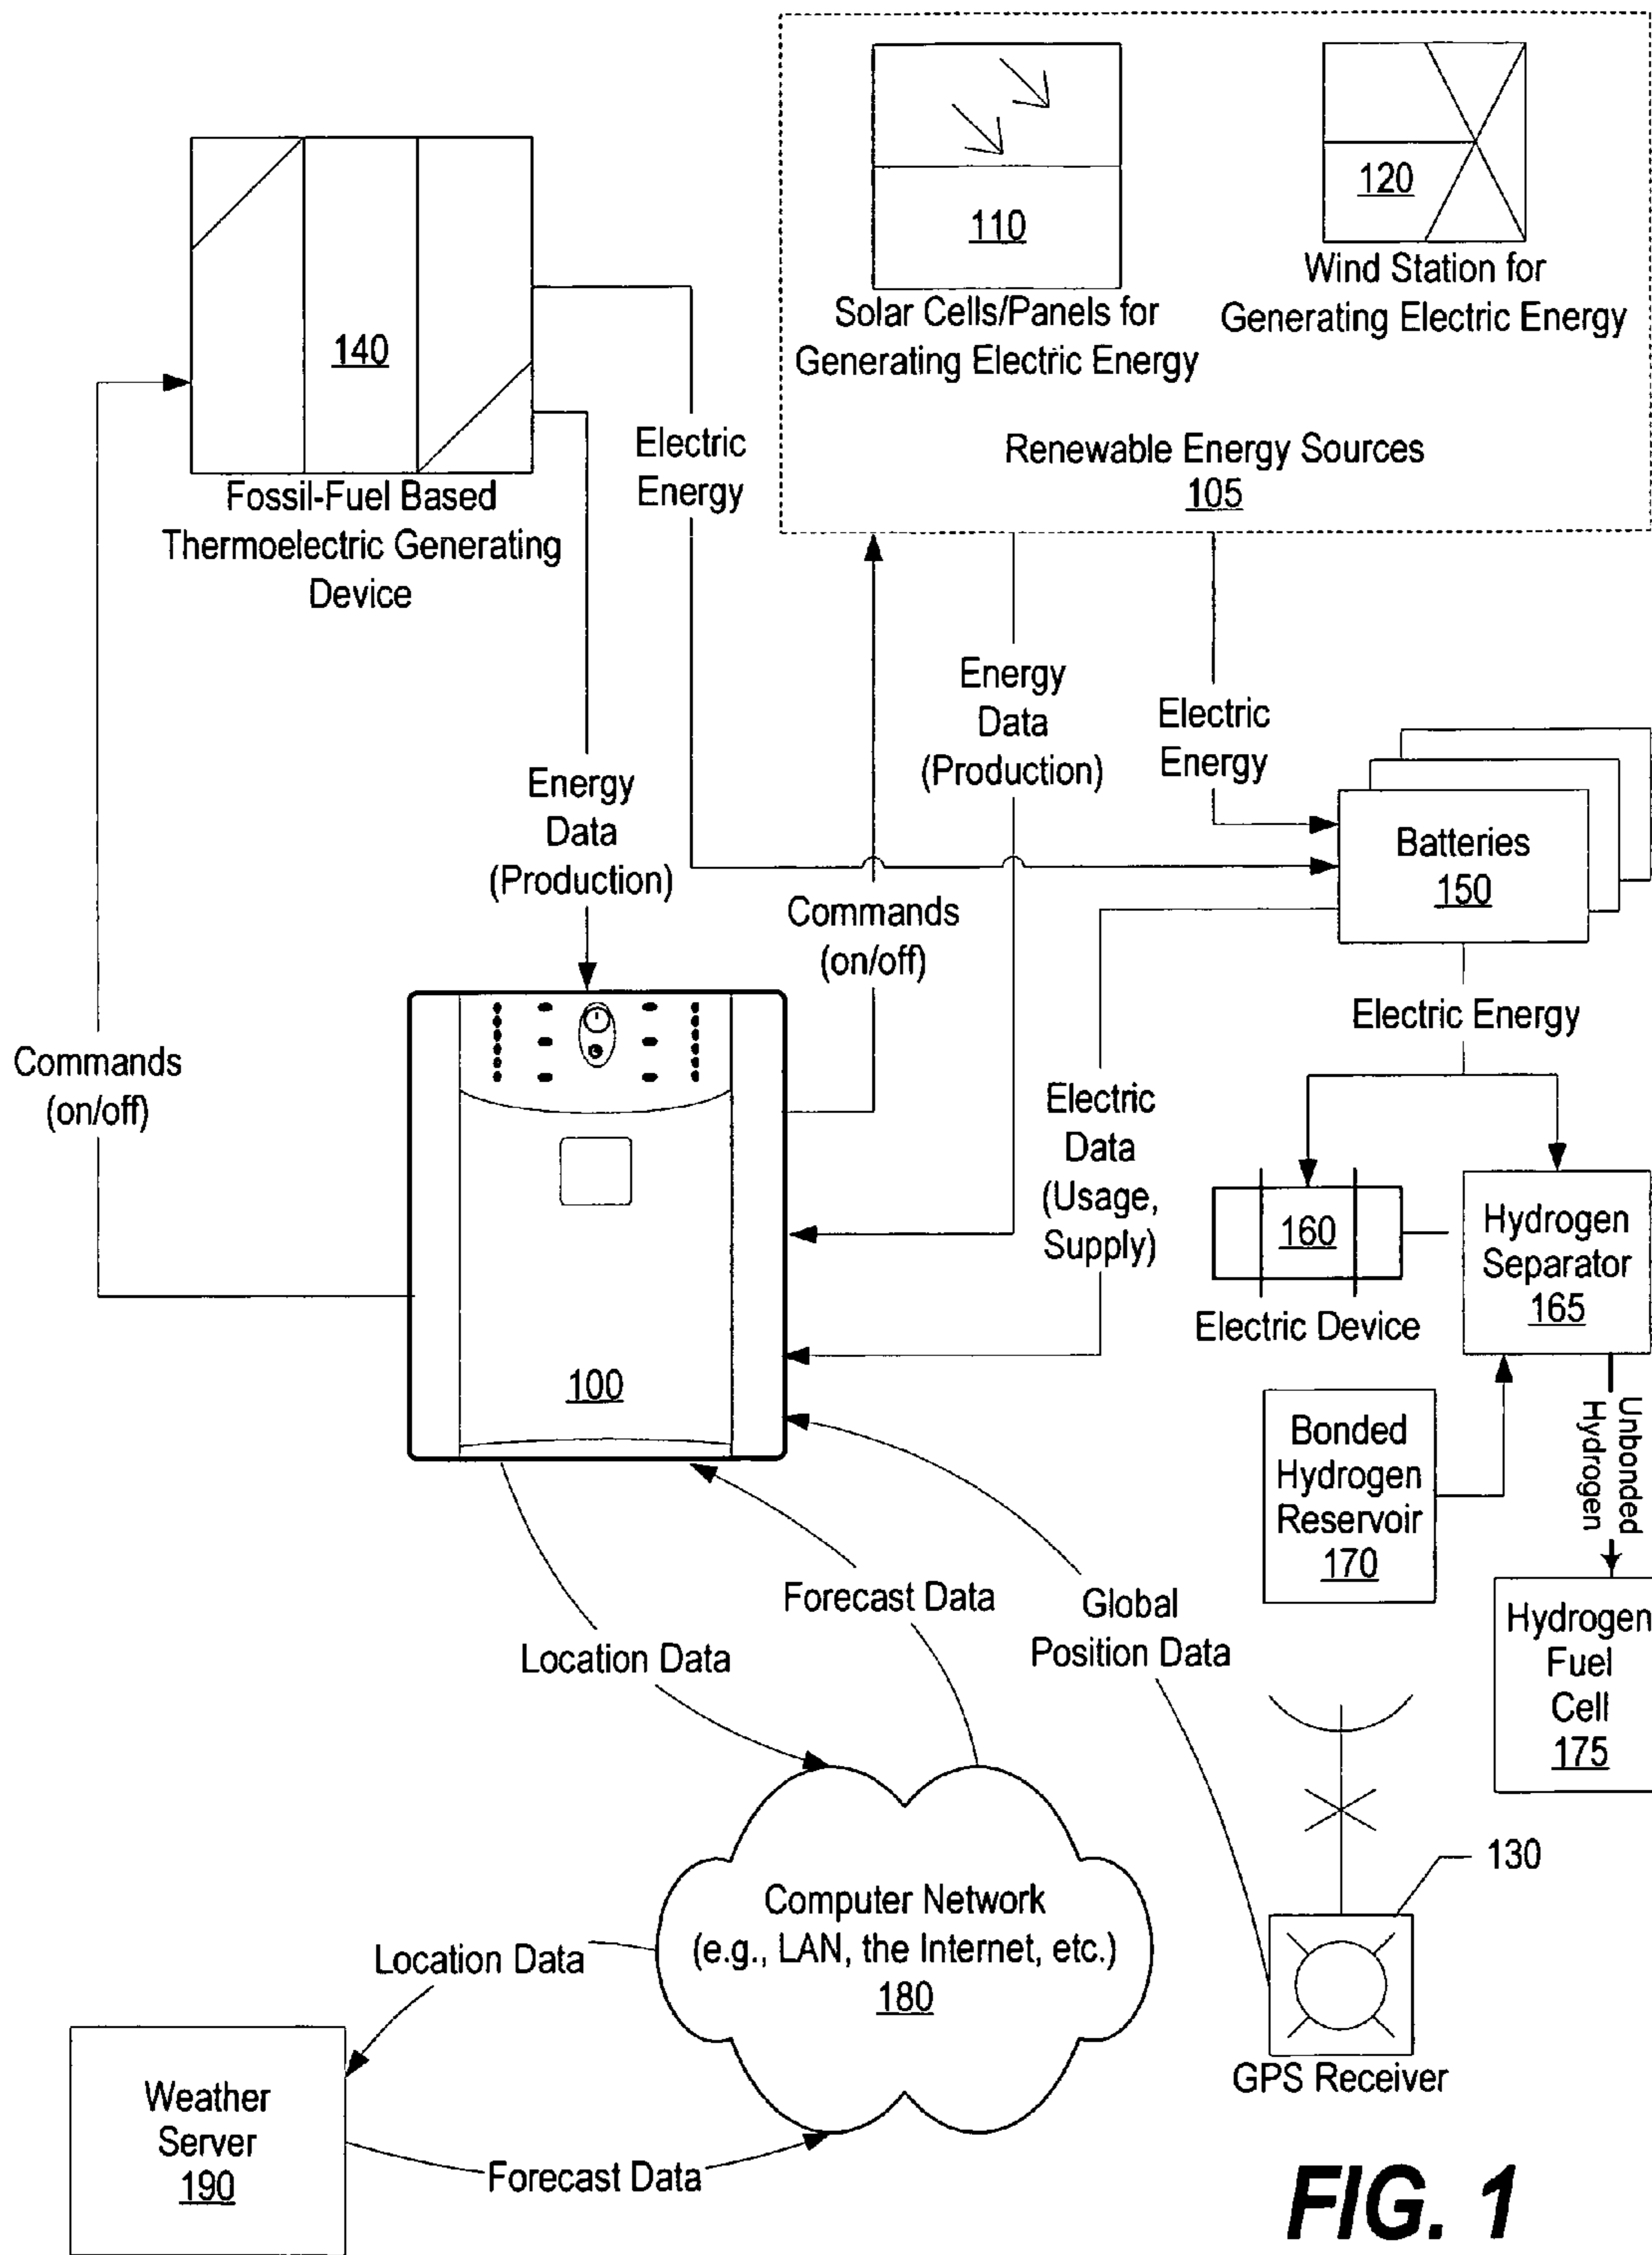 110
Solar Cells/Panels for
Generating Electric Energy
120
Wind Station for
Generating Electric Energy
Renewable Energy Sources
105
140
Fossil-Fuel Based
Thermoelectric Generating
Device
Electric
Energy
Energy
Data
(Production)
Energy
Data
(Production)
Electric
Energy
Batteries
150
Commands
(on/off)
Commands
(on/off)
Electric Energy
Electric
Data
(Usage,
Supply)
160
Electric Device
Hydrogen
Separator
165
100
Bonded
Hydrogen
Reservoir
170
Unbonded
Hydrogen
Hydrogen
Fuel
Cell
175
Forecast Data
Global
Position Data
Location Data
130
GPS Receiver
Computer Network
(e.g., LAN, the Internet, etc.)
180
Location Data
Weather
Server
190
Forecast Data
FIG. 1